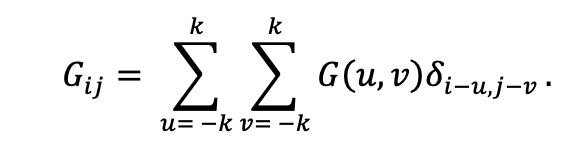 G_{ij} = \sum_{u=-k}^{k} \sum_{v=-k}^{k} G(u,v)\delta_{i-u,j-v} .